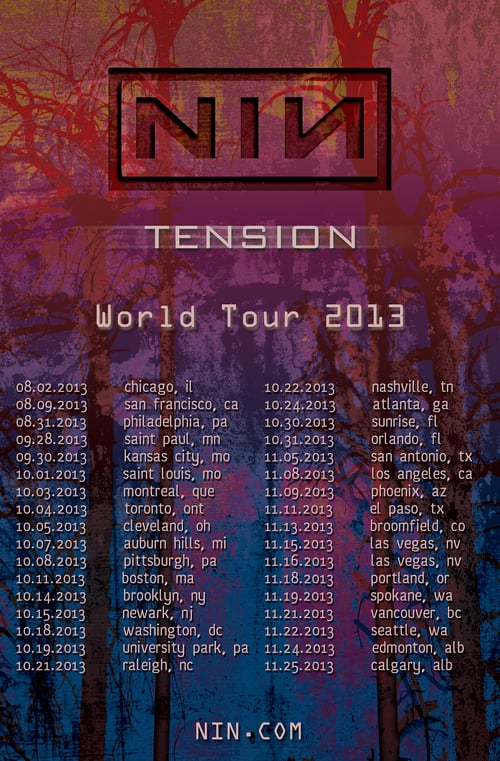 NIN
TENSION
World Tour 2013
08.02.2013 chicago, il
08.09.2013 san francisco, ca
08.31.2013 philadelphia, pa
09.28.2013 saint paul, mn
09.30.2013 kansas city, mo
10.01.2013 saint louis, mo
10.03.2013 montreal, que
10.04.2013 toronto, ont
10.05.2013 cleveland, oh
10.07.2013 auburn hills, mi
10.08.2013 pittsburgh, pa
10.11.2013 boston, ma
10.14.2013 brooklyn, ny
10.15.2013 newark, nj
10.18.2013 washington, dc
10.19.2013 university park, pa
10.21.2013 raleigh, nc
10.22.2013 nashville, tn
10.24.2013 atlanta, ga
10.30.2013 sunrise, fl
10.31.2013 orlando, fl
11.05.2013 san antonio, tx
11.08.2013 los angeles, ca
11.09.2013 phoenix, az
11.11.2013 el paso, tx
11.13.2013 broomfield, co
11.15.2013 las vegas, nv
11.16.2013 las vegas, nv
11.18.2013 portland, or
11.19.2013 spokane, wa
11.21.2013 vancouver, bc
11.22.2013 seattle, wa
11.24.2013 edmonton, alb
11.25.2013 calgary, alb
NIN.COM